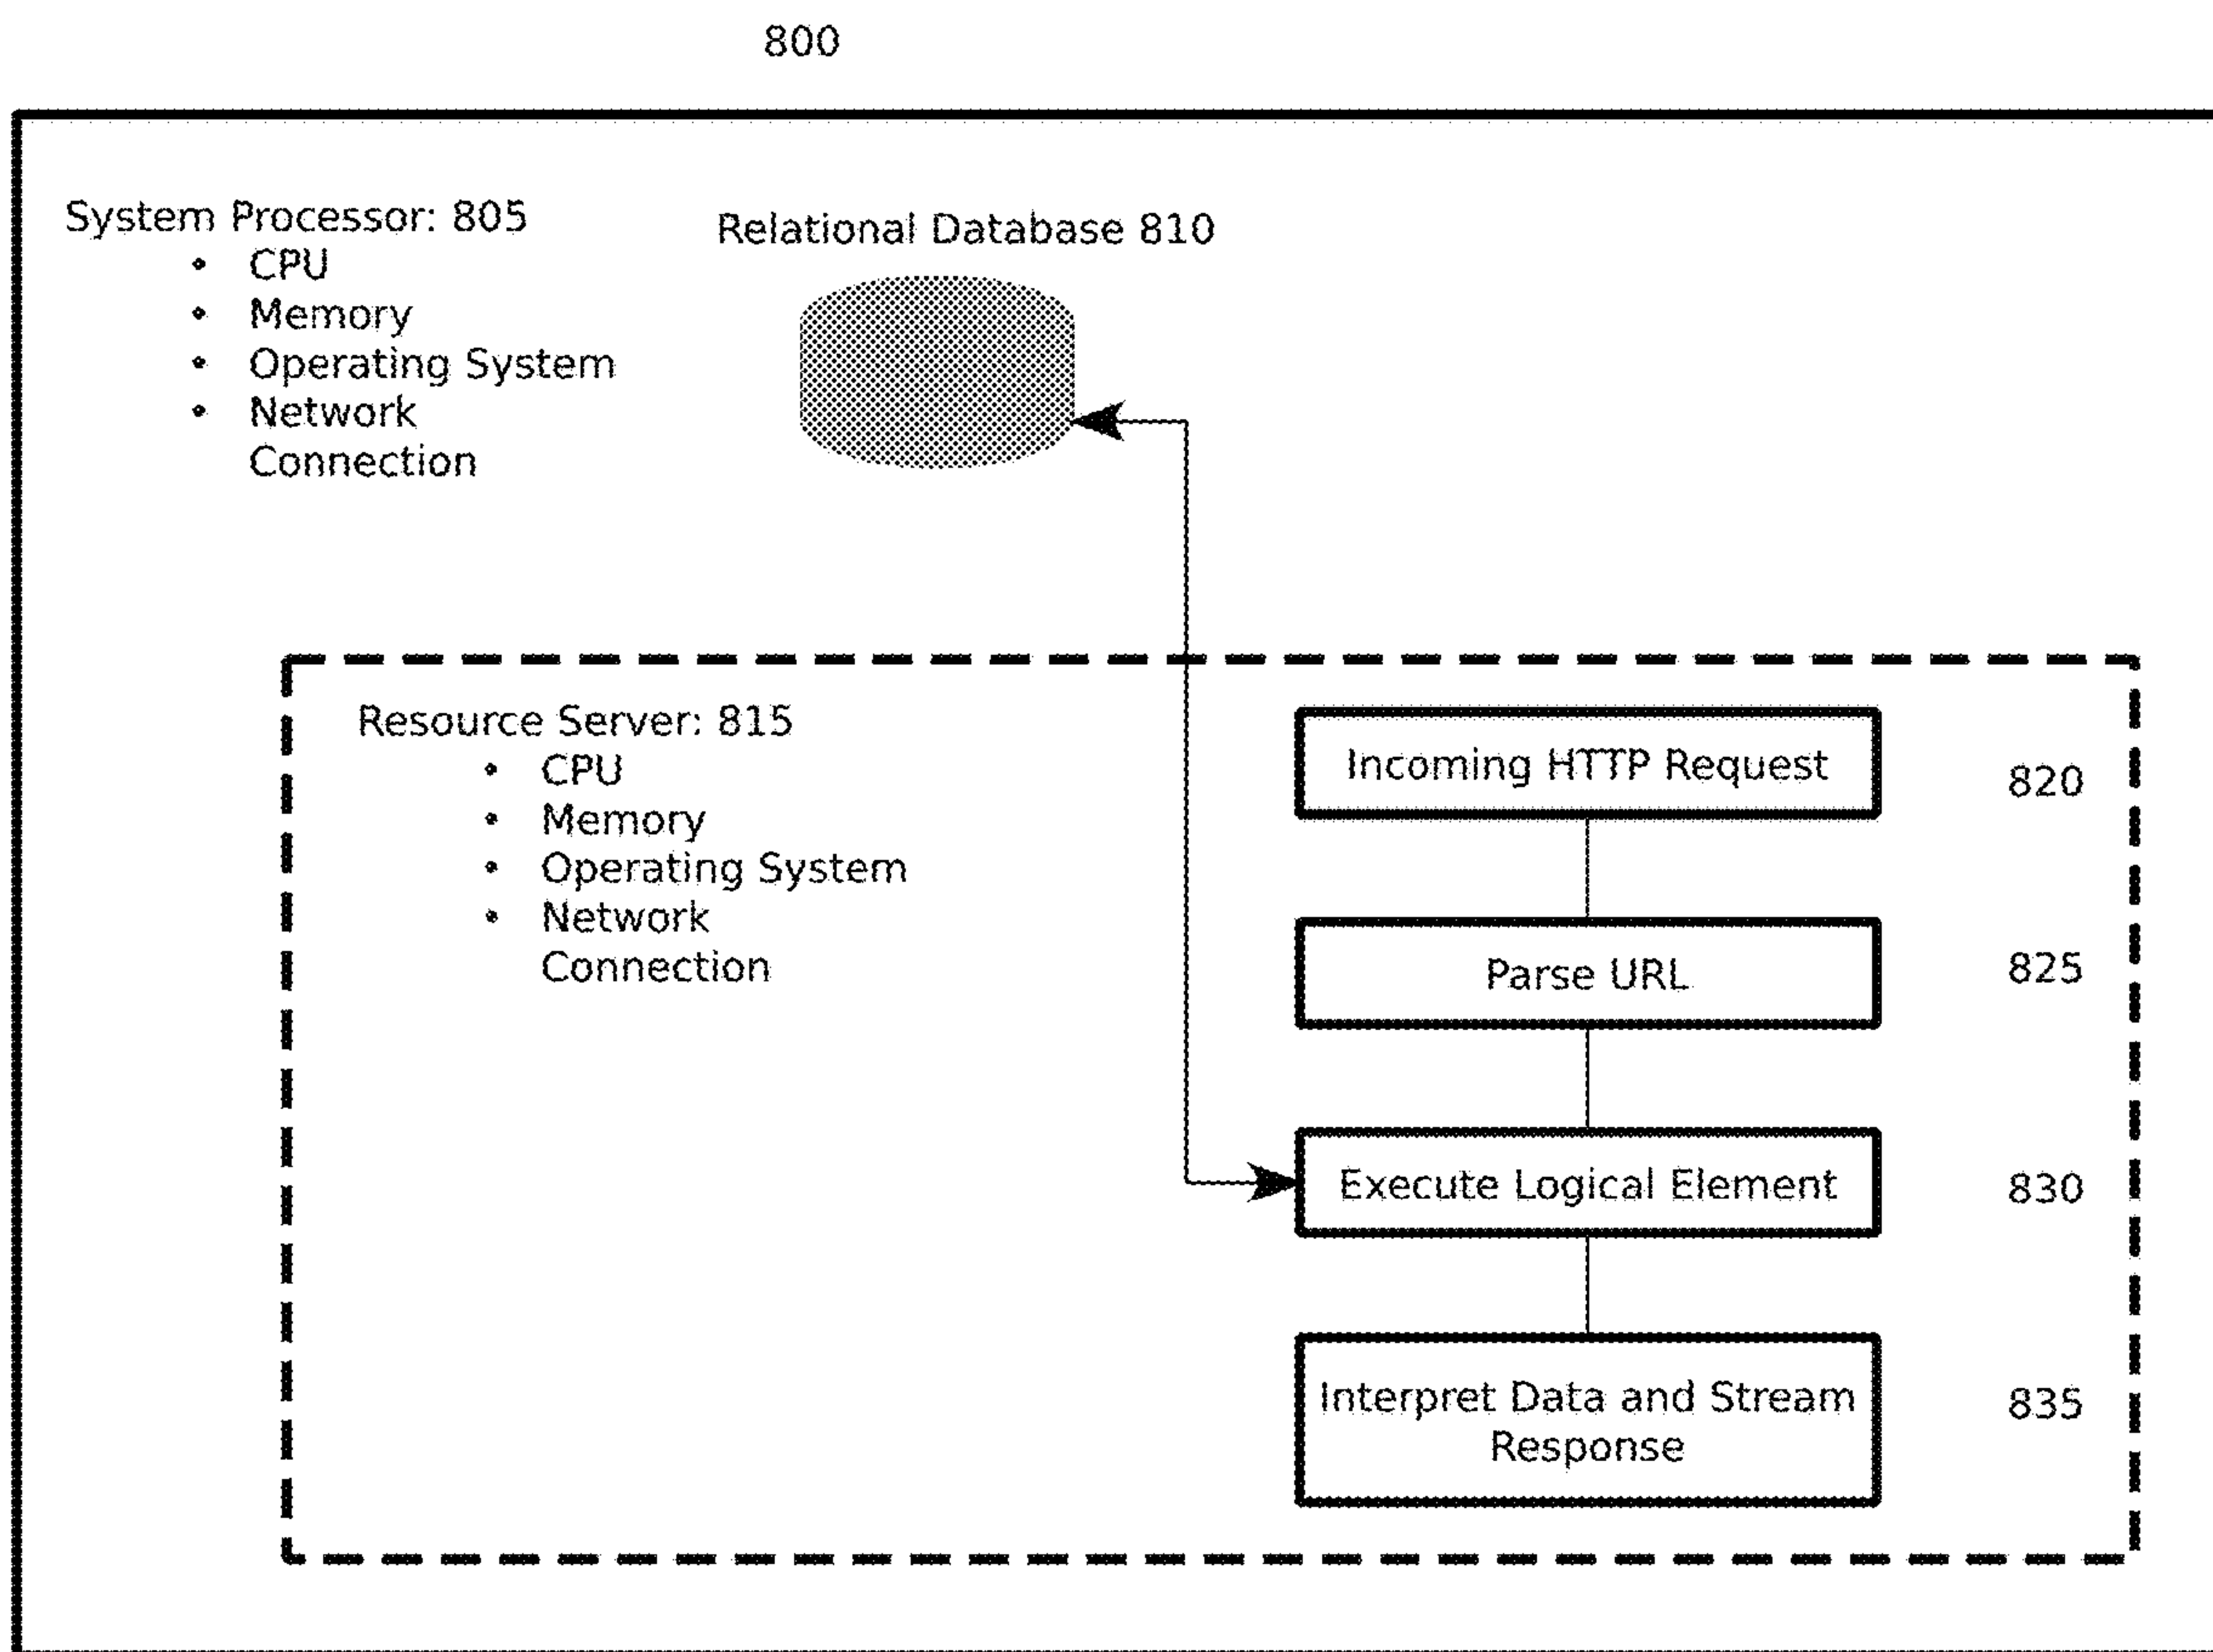 800
System Processor: 805
• CPU
• Memory
• Operating System
• Network
Connection
Relational Database 810
Resource Server: 815
• CPU
• Memory
• Operating System
• Network
Connection
Incoming HTTP Request
820
Parse URL
825
Execute Logical Element
830
Interpret Data and Stream
Response
835